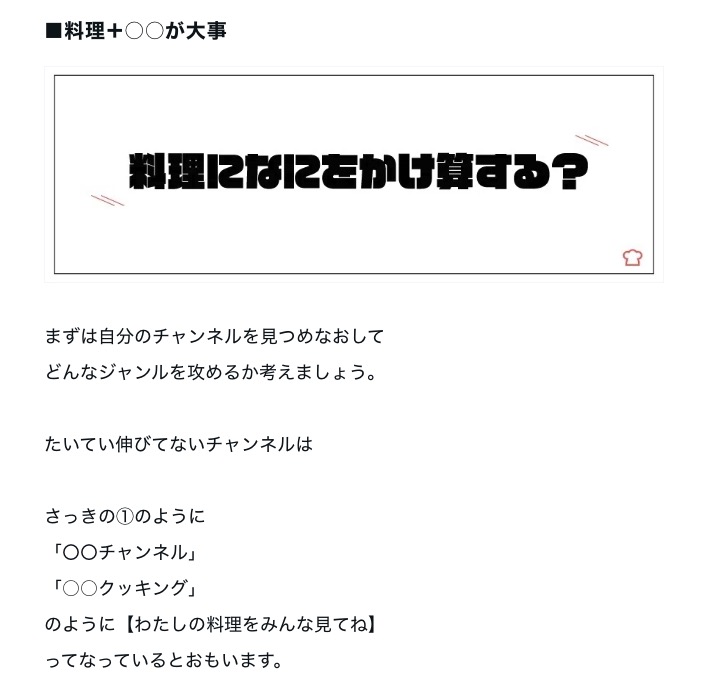 ■料理+○○が大事
料理になにをかけ算する？
まずは自分のチャンネルを見つめなおして
どんなジャンルを攻めるか考えましょう。
たいてい伸びてないチャンネルは
さっきの①のように
「〇〇チャンネル」
「○○クッキング」
のように【わたしの料理をみんな見てね】
ってなっているとおもいます。